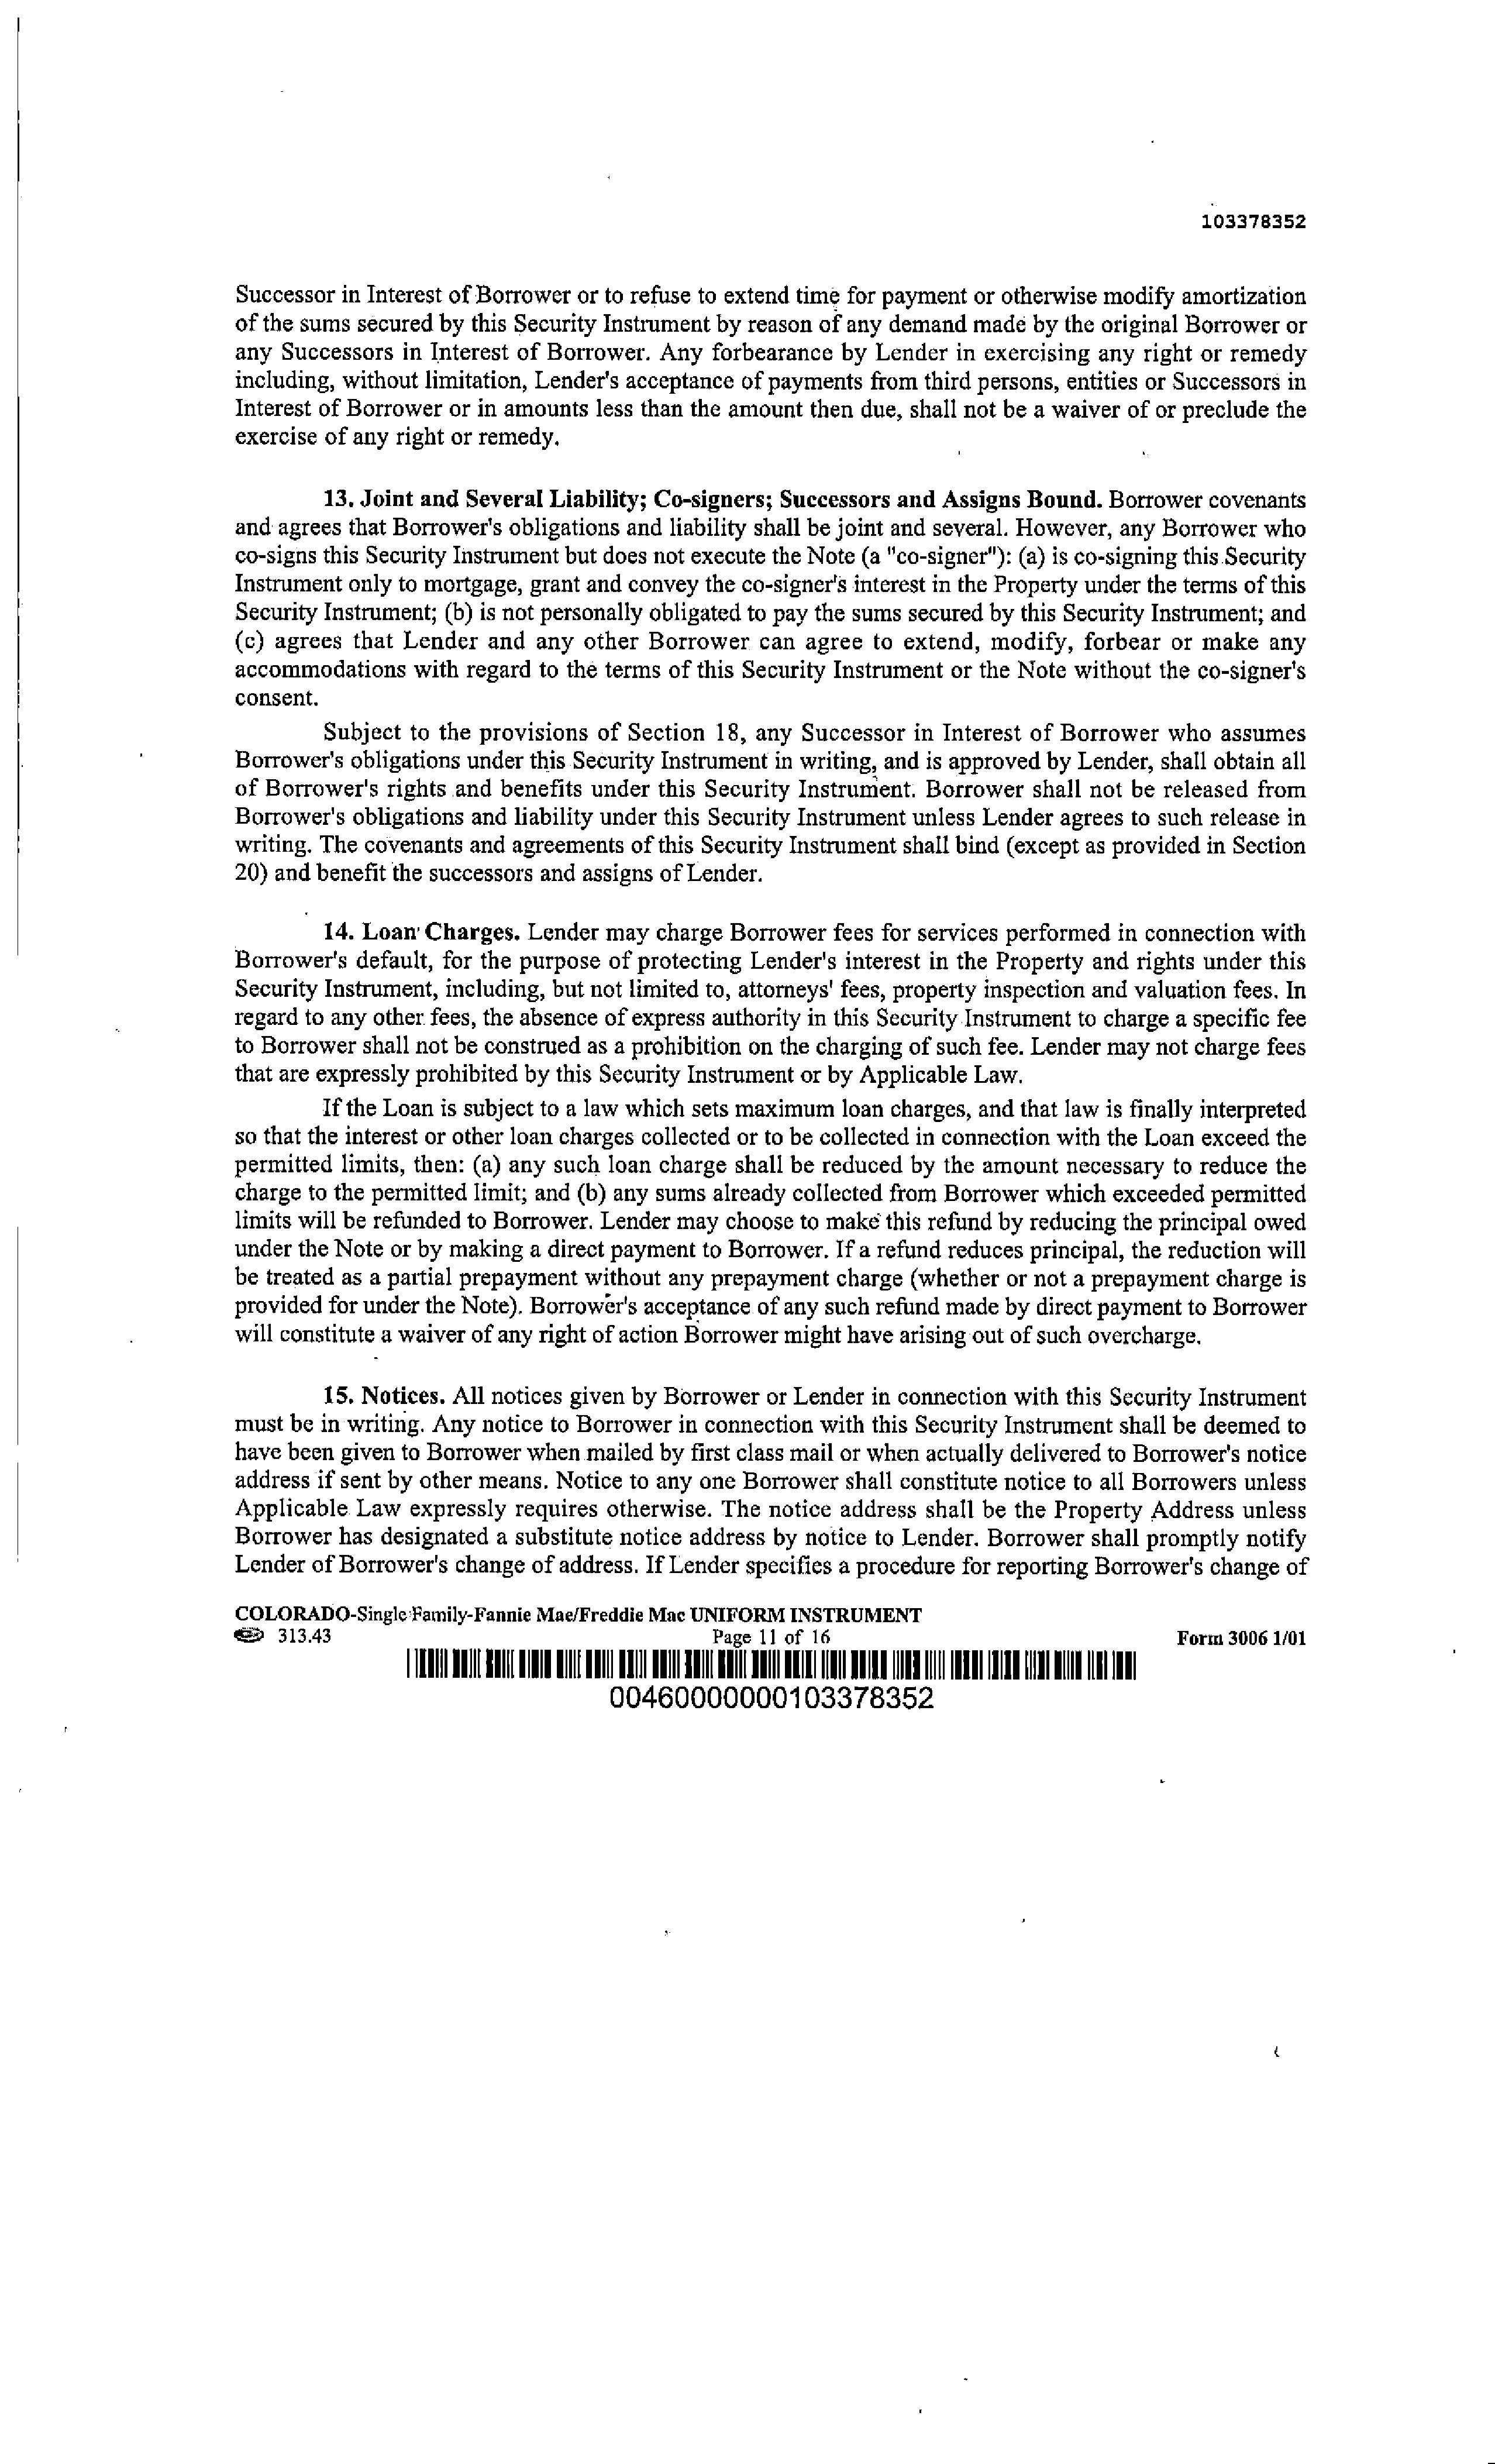 103378352
Successor in Interest of Borrower or to refuse to extend time for payment or otherwise modify amortization
of the sums secured by this Security Instrument by reason of any demand made by the original Borrower or
any Successors in Interest of Borrower. Any forbearance by Lender in exercising any right or remedy
including, without limitation, Lender's acceptance of payments from third persons, entities or Successors in
Interest of Borrower or in amounts less than the amount then due, shall not be a waiver of or preclude the
exercise of any right or remedy.
13. Joint and Several Liability; Co-signers; Successors and Assigns Bound. Borrower covenants
and agrees that Borrower's obligations and liability shall be joint and several. However, any Borrower who
co-signs this Security Instrument but does not execute the Note (a "co-signer"): (a) is co-signing this Security
Instrument only to mortgage, grant and convey the co-signer's interest in the Property under the terms of this
Security Instrument; (b) is not personally obligated to pay the sums secured by this Security Instrument; and
(c) agrees that Lender and any other Borrower can agree to extend, modify, forbear or make any
accommodations with regard to the terms of this Security Instrument or the Note without the co-signer's
consent.
Subject to the provisions of Section 18, any Successor in Interest of Borrower who assumes
Borrower's obligations under this Security Instrument in writing, and is approved by Lender, shall obtain all
of Borrower's rights and benefits under this Security Instrument. Borrower shall not be released from
Borrower's obligations and liability under this Security Instrument unless Lender agrees to such release in
writing. The covenants and agreements of this Security Instrument shall bind (except as provided in Section
20) and benefit the successors and assigns of Lender.
14. Loan Charges. Lender may charge Borrower fees for services performed in connection with
Borrower's default, for the purpose of protecting Lender's interest in the Property and rights under this
Security Instrument, including, but not limited to, attorneys' fees, property inspection and valuation fees. In
regard to any other fees, the absence of express authority in this Security Instrument to charge a specific fee
to Borrower shall not be construed as a prohibition on the charging of such fee. Lender may not charge fees
that are expressly prohibited by this Security Instrument or by Applicable Law.
If the Loan is subject to a law which sets maximum loan charges, and that law is finally interpreted
so that the interest or other loan charges collected or to be collected in connection with the Loan exceed the
permitted limits, then: (a) any such loan charge shall be reduced by the amount necessary to reduce the
charge to the permitted limit; and (b) any sums already collected from Borrower which exceeded permitted
limits will be refunded to Borrower. Lender may choose to make this refund by reducing the principal owed
under the Note or by making a direct payment to Borrower. If a refund reduces principal, the reduction will
be treated as a partial prepayment without any prepayment charge (whether or not a prepayment charge is
provided for under the Note). Borrower's acceptance of any such refund made by direct payment to Borrower
will constitute a waiver of any right of action Borrower might have arising out of such overcharge.
15. Notices. All notices given by Borrower or Lender in connection with this Security Instrument
must be in writing. Any notice to Borrower in connection with this Security Instrument shall be deemed to
have been given to Borrower when mailed by first class mail or when actually delivered to Borrower's notice
address if sent by other means. Notice to any one Borrower shall constitute notice to all Borrowers unless
Applicable Law expressly requires otherwise. The notice address shall be the Property Address unless
Borrower has designated a substitute notice address by notice to Lender. Borrower shall promptly notify
Lender of Borrower's change of address. If Lender specifies a procedure for reporting Borrower's change of
COLORADO-Single Family-Fannie Mae/Freddie Mac UNIFORM INSTRUMENT
313.43 Page 11 of 16 Form 3006 1/01
00460000000103378352